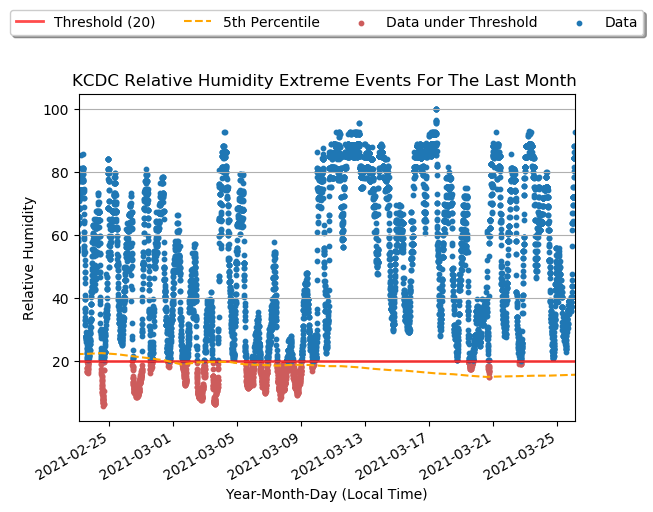 Threshold (20) 5th Percentile Data under Threshold Data
KCDC Relative Humidity Extreme Events For The Last Month
100
80
60
40
20
Relative Humidity
2021-02-25 2021-03-01 2021-03-05 2021-03-09 2021-03-13 2021-03-17 2021-03-21 2021-03-25
Year-Month-Day (Local Time)